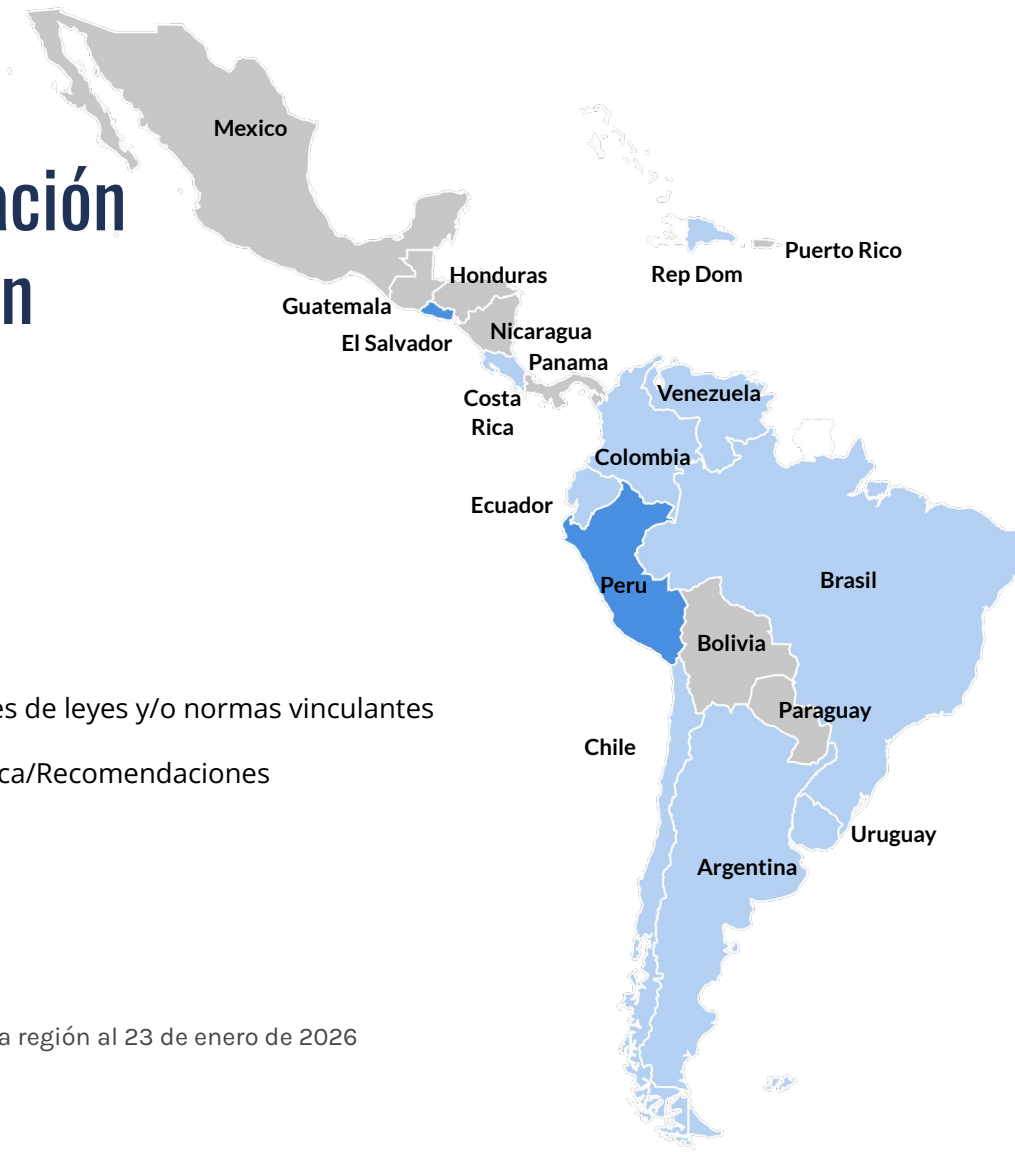 Mexico
ación
n
Puerto Rico
Rep Dom
Honduras
Guatemala
Nicaragua
El Salvador
Panama
Costa
Rica
Venezuela
Colombia
Ecuador
Brasil
Peru
Bolivia
es de leyes y/o normas vinculantes
Paraguay
Chile
ca/Recomendaciones
Uruguay
Argentina
a región al 23 de enero de 2026